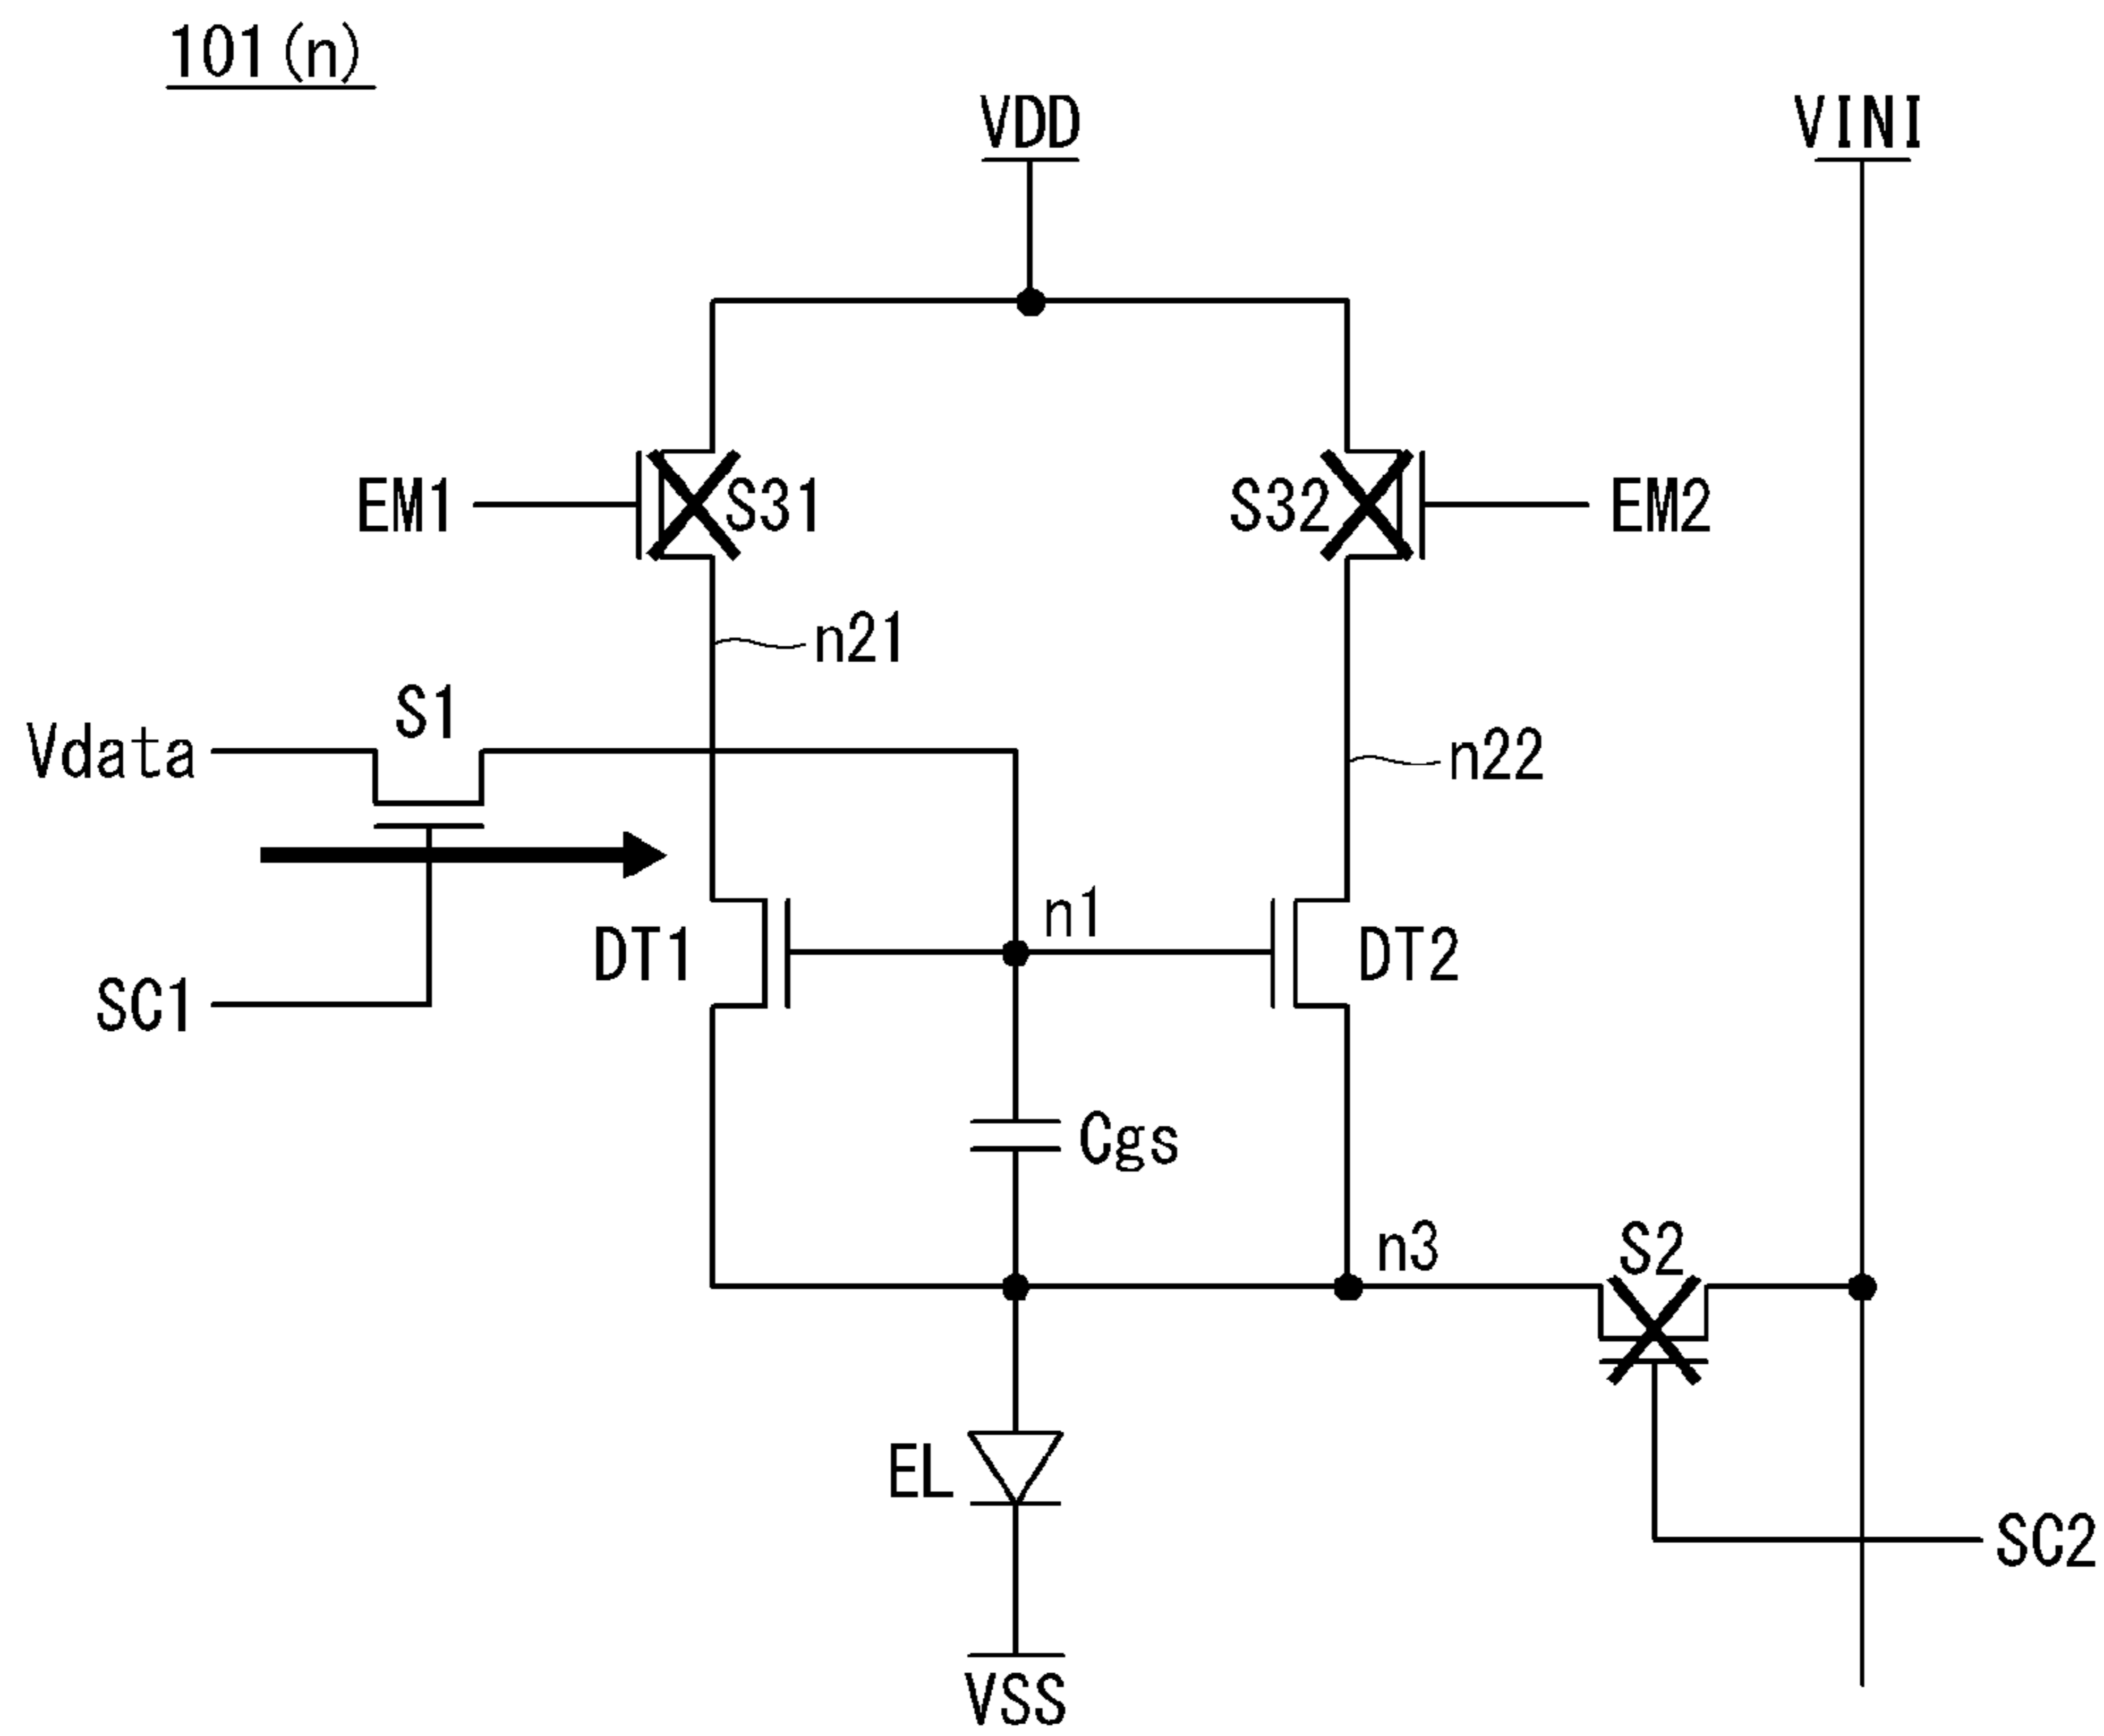 101(n)
VDD
VINI
EM1
S31
S32
EM2
n21
S1
Vdata
n22
n1
DT1
DT2
SC1
Cgs
n3
S2
EL
SC2
VSS